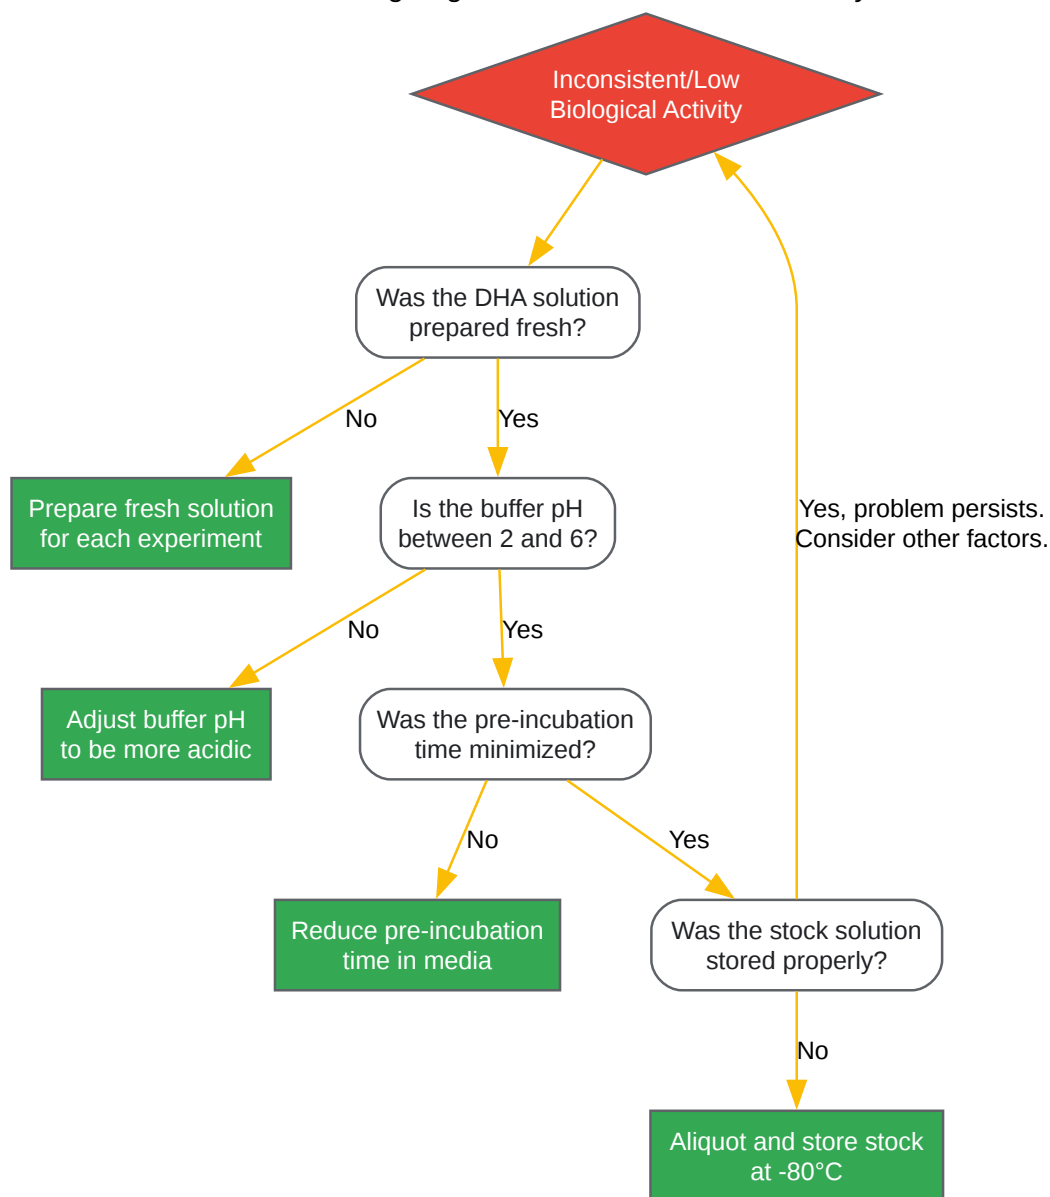 Inconsistent/Low
Biological Activity
Was the DHA solution
prepared fresh?
No
Yes
Prepare fresh solution
for each experiment
Is the buffer pH
between 2 and 6?
Yes, problem persists.
Consider other factors.
No
Yes
Adjust buffer pH
to be more acidic
Was the pre-incubation
time minimized?
No
Yes
Reduce pre-incubation
time in media
Was the stock solution
stored properly?
No
Aliquot and store stock
at -80°C